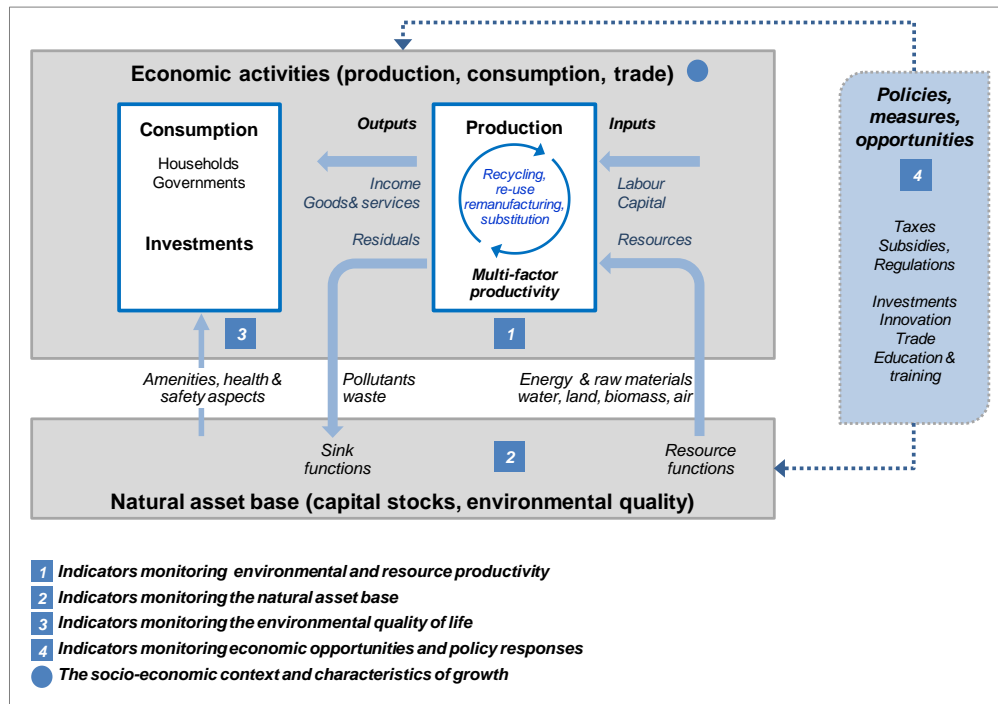 Economic activities (production, consumption, trade)
Consumption
Households
Governments
Investments
3
Outputs
Income
Goods& services
Residuals
Production
Recycling,
re-use
remanufacturing,
substitution
Multi-factor
productivity
1
Inputs
Labour
Capital
Resources
Policies,
measures,
opportunities
4
Taxes
Subsidies,
Regulations
Investments
Innovation
Trade
Education &
training
Amenities, health &
safety aspects
Pollutants
waste
Energy & raw materials
water, land, biomass, air
Sink
functions
2
Resource
functions
Natural asset base (capital stocks, environmental quality)
1 Indicators monitoring environmental and resource productivity
2 Indicators monitoring the natural asset base
3 Indicators monitoring the environmental quality of life
4 Indicators monitoring economic opportunities and policy responses
The socio-economic context and characteristics of growth